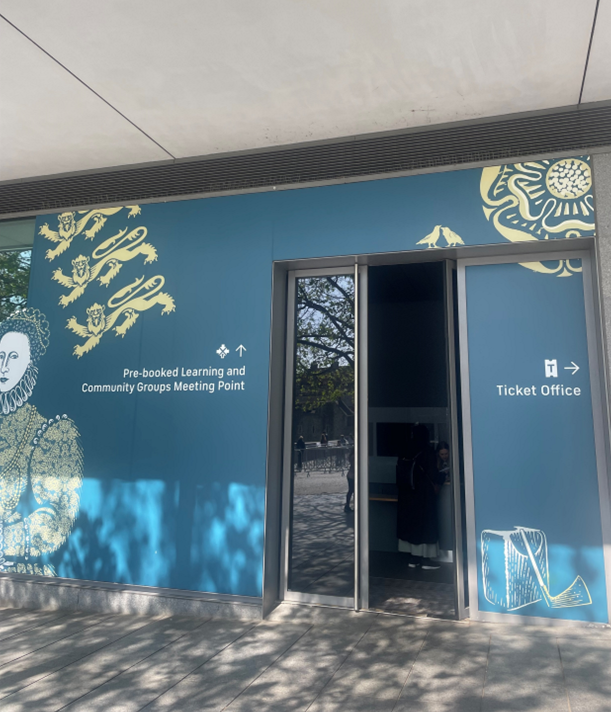 Pre-booked Learning and
Community Groups Meeting Point
T
Ticket Office